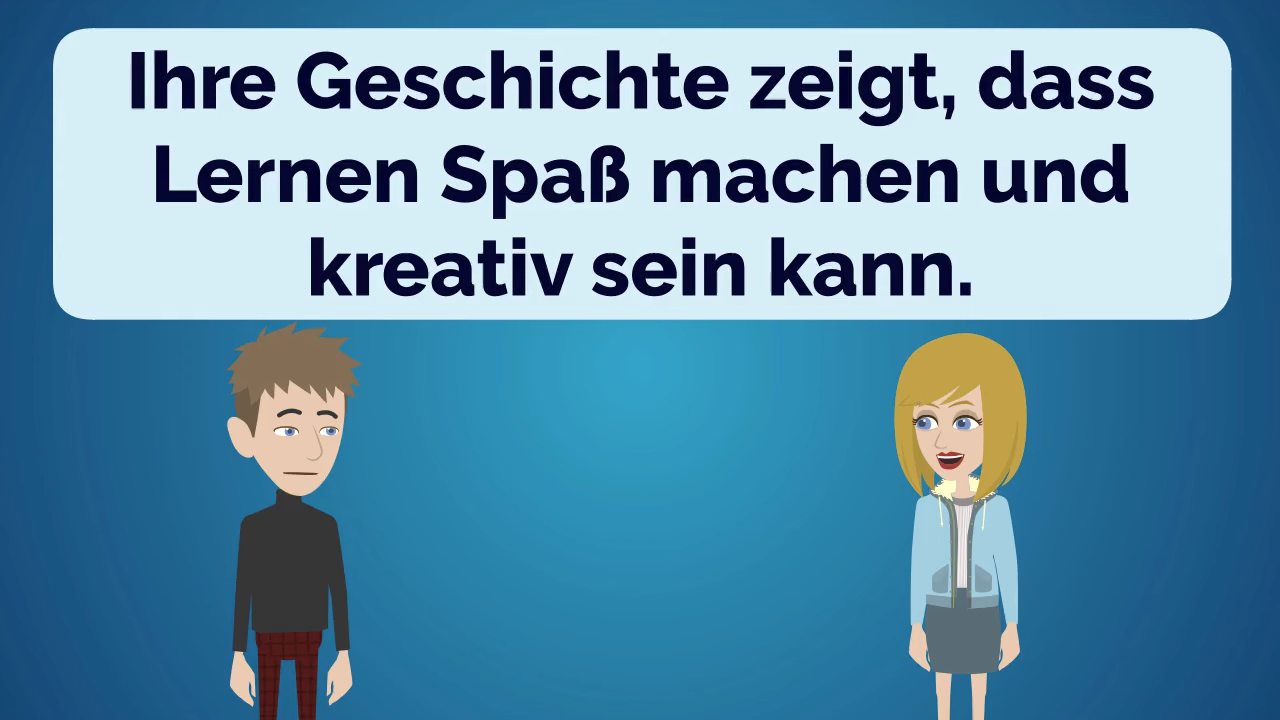 Ihre Geschichte zeigt, dass
Lernen Spaß machen und
kreativ sein kann.